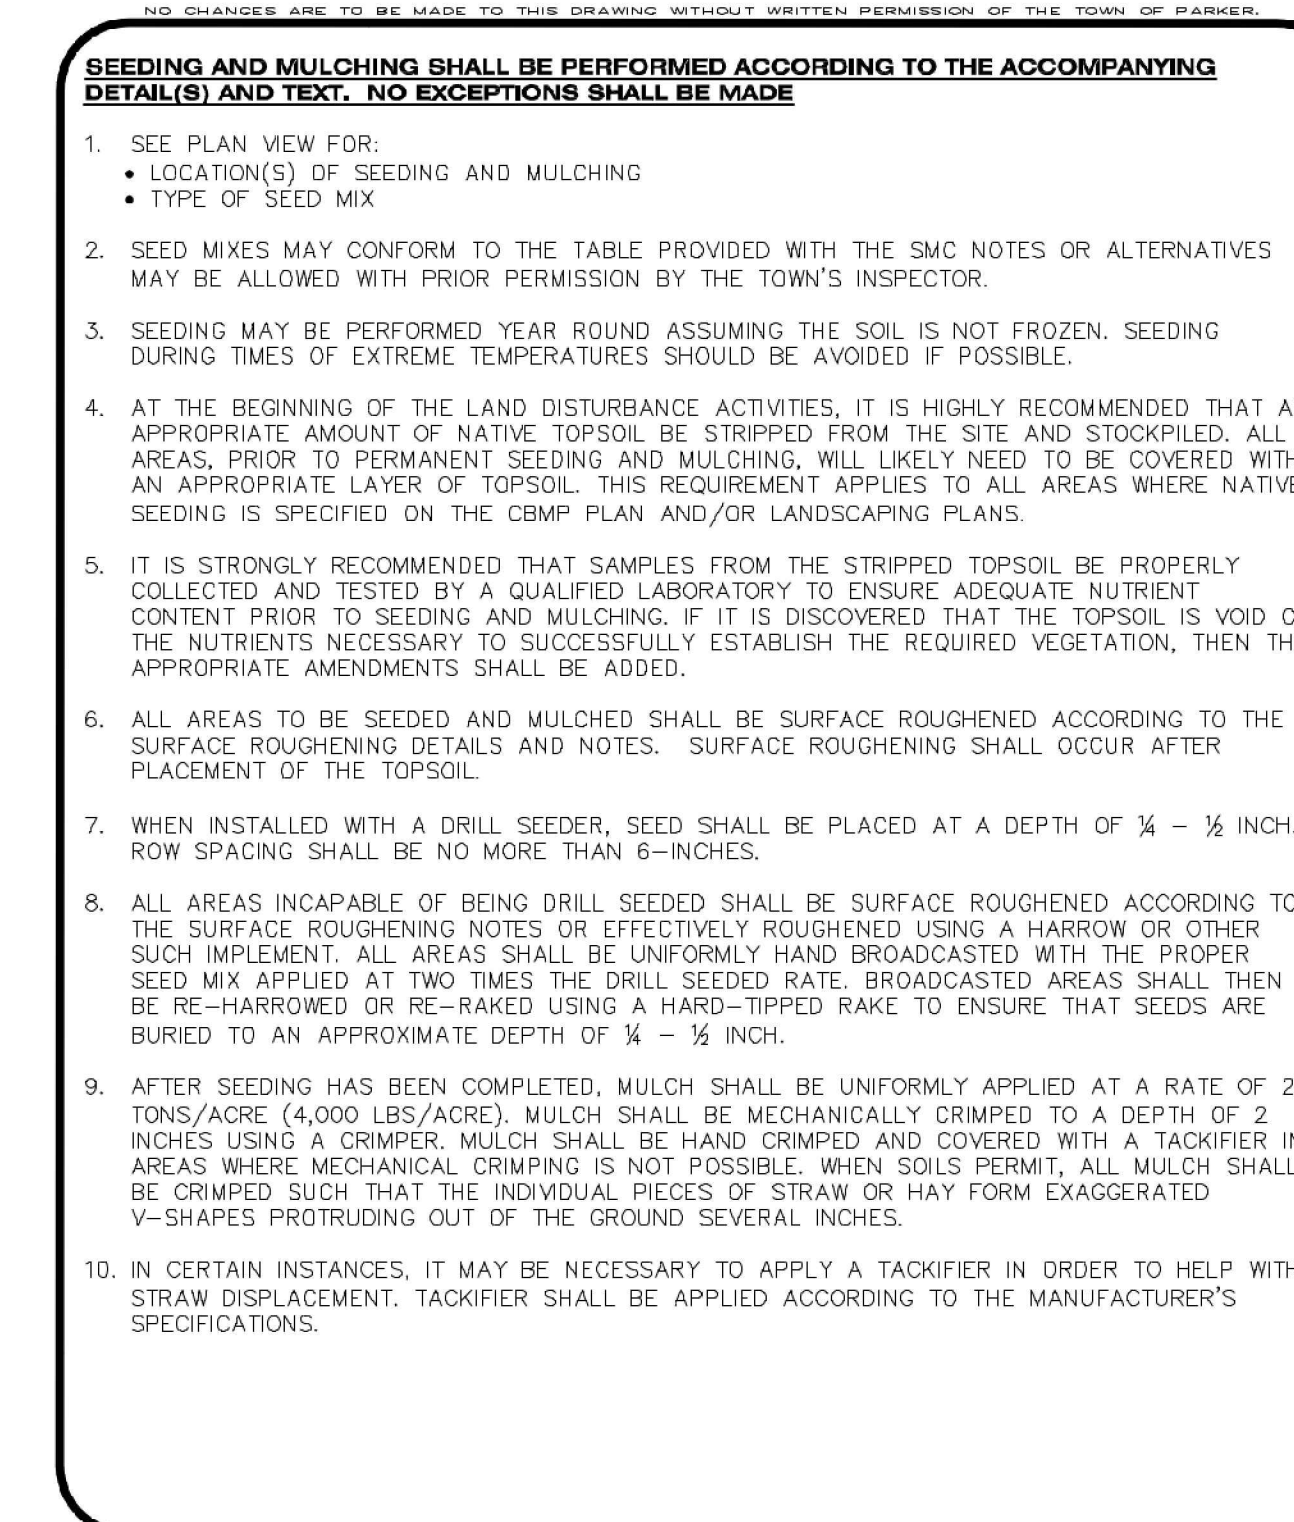 NO CHANGES ARE TO BE MADE TO THIS DRAWING WITHOUT WRITTEN PERMISSION OF THE TOWN OF PARKER.
SEEDING AND MULCHING SHALL BE PERFORMED ACCORDING TO THE ACCOMPANYING
DETAIL(S) AND TEXT. NO EXCEPTIONS SHALL BE MADE
1. SEE PLAN VIEW FOR:
• LOCATION(S) OF SEEDING AND MULCHING
• TYPE OF SEED MIX
2. SEED MIXES MAY CONFORM TO THE TABLE PROVIDED WITH THE SMC NOTES OR ALTERNATIVES
MAY BE ALLOWED WITH PRIOR PERMISSION BY THE TOWN'S INSPECTOR.
3. SEEDING MAY BE PERFORMED YEAR ROUND ASSUMING THE SOIL IS NOT FROZEN. SEEDING
DURING TIMES OF EXTREME TEMPERATURES SHOULD BE AVOIDED IF POSSIBLE.
4. AT THE BEGINNING OF THE LAND DISTURBANCE ACTIVITIES, IT IS HIGHLY RECOMMENDED THAT A
APPROPRIATE AMOUNT OF NATIVE TOPSOIL BE STRIPPED FROM THE SITE AND STOCKPILED. ALL
AREAS, PRIOR TO PERMANENT SEEDING AND MULCHING, WILL LIKELY NEED TO BE COVERED WITH
AN APPROPRIATE LAYER OF TOPSOIL. THIS REQUIREMENT APPLIES TO ALL AREAS WHERE NATIVE
SEEDING IS SPECIFIED ON THE CBMP PLAN AND/OR LANDSCAPING PLANS.
5. IT IS STRONGLY RECOMMENDED THAT SAMPLES FROM THE STRIPPED TOPSOIL BE PROPERLY
COLLECTED AND TESTED BY A QUALIFIED LABORATORY TO ENSURE ADEQUATE NUTRIENT
CONTENT PRIOR TO SEEDING AND MULCHING. IF IT IS DISCOVERED THAT THE TOPSOIL IS VOID
THE NUTRIENTS NECESSARY TO SUCCESSFULLY ESTABLISH THE REQUIRED VEGETATION, THEN TH
APPROPRIATE AMENDMENTS SHALL BE ADDED.
6. ALL AREAS TO BE SEEDED AND MULCHED SHALL BE SURFACE ROUGHENED ACCORDING TO THE
SURFACE ROUGHENING DETAILS AND NOTES. SURFACE ROUGHENING SHALL OCCUR AFTER
PLACEMENT OF THE TOPSOIL.
7. WHEN INSTALLED WITH A DRILL SEEDER, SEED SHALL BE PLACED AT A DEPTH OF ¼ – ½ INCH.
ROW SPACING SHALL BE NO MORE THAN 6–INCHES.
8. ALL AREAS INCAPABLE OF BEING DRILL SEEDED SHALL BE SURFACE ROUGHENED ACCORDING TO
THE SURFACE ROUGHENING NOTES OR EFFECTIVELY ROUGHENED USING A HARROW OR OTHER
SUCH IMPLEMENT. ALL AREAS SHALL BE UNIFORMLY HAND BROADCASTED WITH THE PROPER
SEED MIX APPLIED AT TWO TIMES THE DRILL SEEDED RATE. BROADCASTED AREAS SHALL THEN
BE RE–HARROWED OR RE–RAKED USING A HARD–TIPPED RAKE TO ENSURE THAT SEEDS ARE
BURIED TO AN APPROXIMATE DEPTH OF ¼ – ½ INCH.
9. AFTER SEEDING HAS BEEN COMPLETED, MULCH SHALL BE UNIFORMLY APPLIED AT A RATE OF 2
TONS/ACRE (4,000 LBS/ACRE). MULCH SHALL BE MECHANICALLY CRIMPED TO A DEPTH OF 2
INCHES USING A CRIMPER. MULCH SHALL BE HAND CRIMPED AND COVERED WITH A TACKIFIER IN
AREAS WHERE MECHANICAL CRIMPING IS NOT POSSIBLE. WHEN SOILS PERMIT, ALL MULCH SHALL
BE CRIMPED SUCH THAT THE INDIVIDUAL PIECES OF STRAW OR HAY FORM EXAGGERATED
V–SHAPES PROTRUDING OUT OF THE GROUND SEVERAL INCHES.
10. IN CERTAIN INSTANCES, IT MAY BE NECESSARY TO APPLY A TACKIFIER IN ORDER TO HELP WITH
STRAW DISPLACEMENT. TACKIFIER SHALL BE APPLIED ACCORDING TO THE MANUFACTURER'S
SPECIFICATIONS.